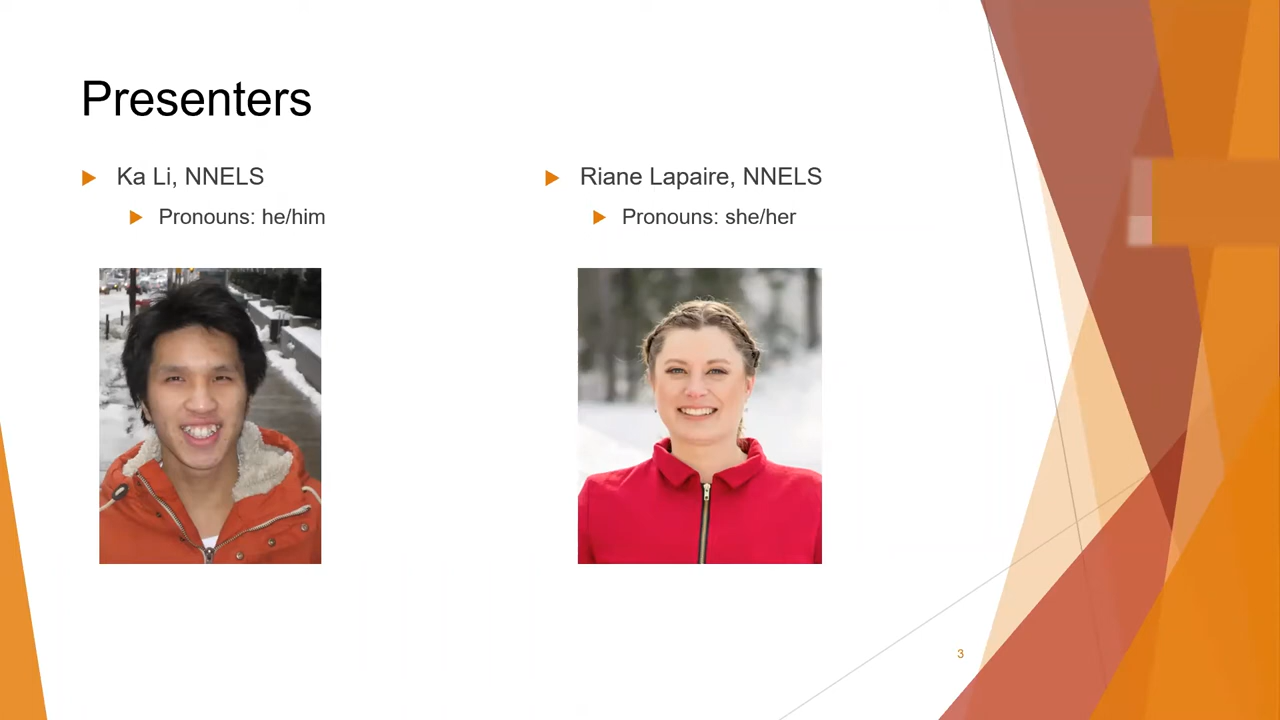 Presenters
Ka Li, NNELS
Pronouns: he/him
Riane Lapaire, NNELS
Pronouns: she/her
3